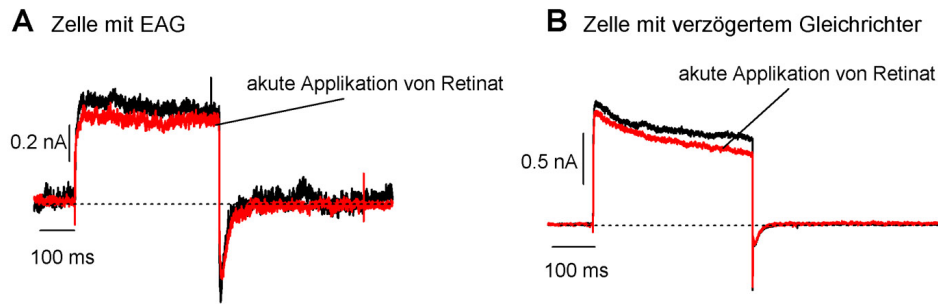 A Zelle mit EAG
akute Applikation von Retinat
0.2 nA
100 ms
B Zelle mit verzögertem Gleichrichter
akute Applikation von Retinat
0.5 nA
100 ms